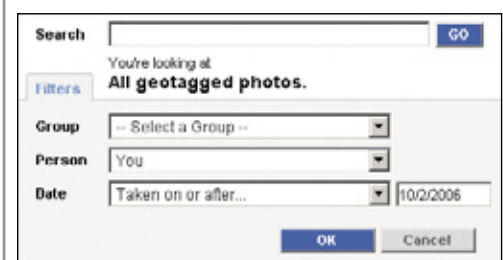 Search GO
You're looking at
All geotagged photos.
Filters
Group -- Select a Group --
Person You
Date Taken on or after... 10/2/2006
OK Cancel